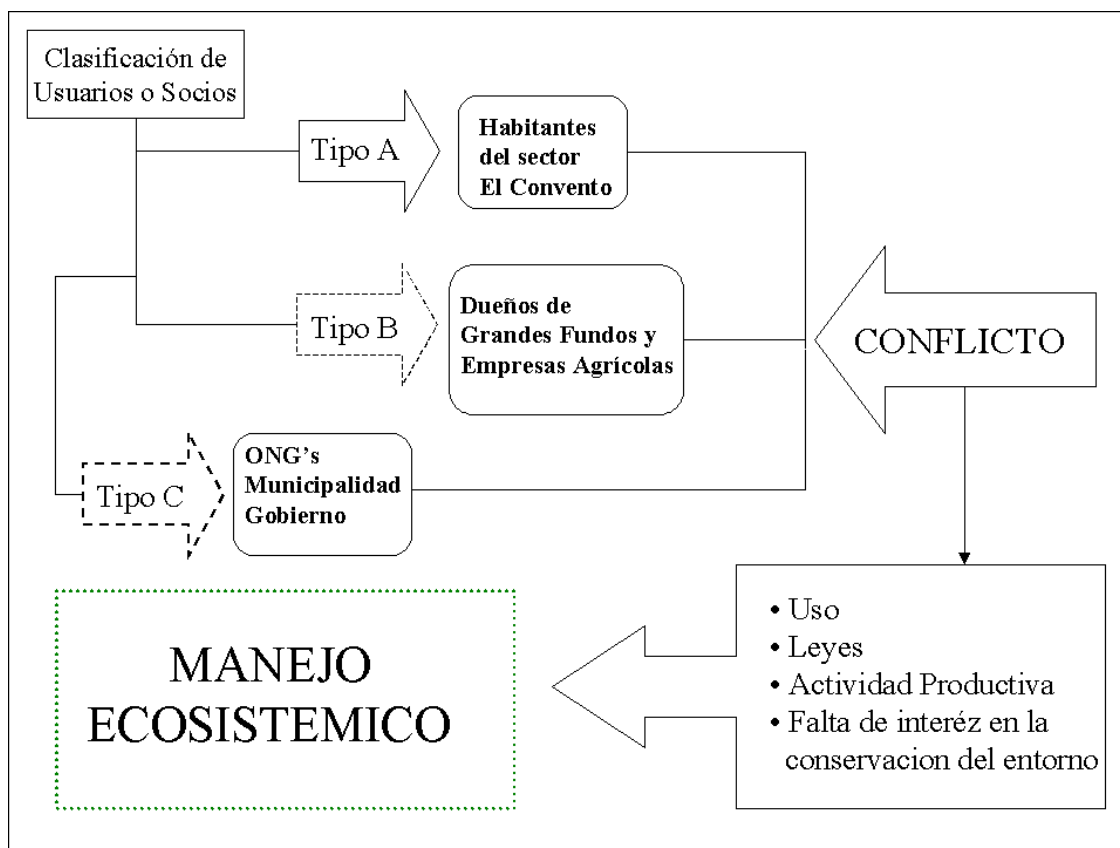 Clasificación de
Usuarios o Socios
Tipo A
Habitantes
del sector
El Convento
Tipo B
Dueños de
Grandes Fundos y
Empresas Agrícolas
CONFLICTO
Tipo C
ONG's
Municipalidad
Gobierno
• Uso
• Leyes
• Actividad Productiva
• Falta de interéz en la
conservacion del entorno
MANEJO
ECOSISTEMICO